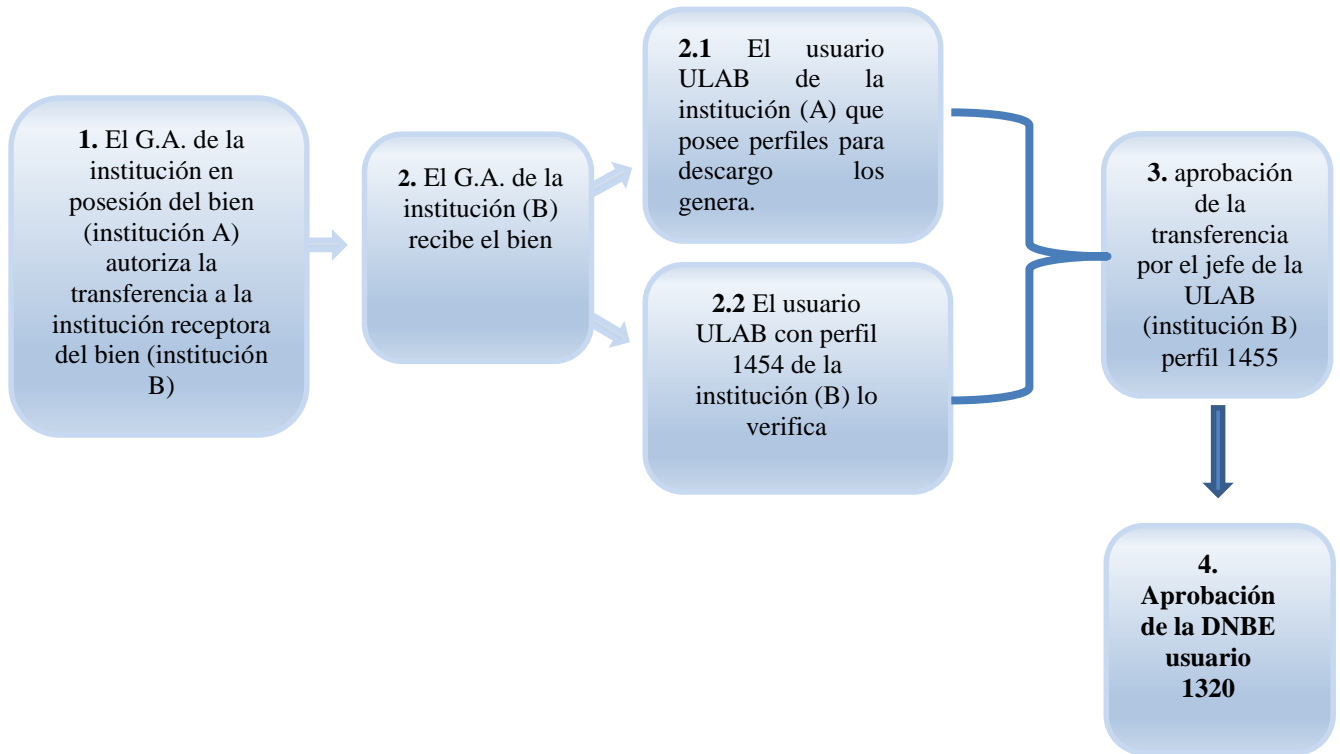 1. El G.A. de la
institución en
posesión del bien
(institución A)
autoriza la
transferencia a la
institución receptora
del bien (institución
B)
2. El G.A. de la
institución (B)
recibe el bien
2.1 El usuario
ULAB de la
institución (A) que
posee perfiles para
descargo los
genera.
2.2 El usuario
ULAB con perfil
1454 de la
institución (B) lo
verifica
3. aprobación
de la
transferencia
por el jefe de la
ULAB
(institución B)
perfil 1455
4.
Aprobación
de la DNBE
usuario
1320